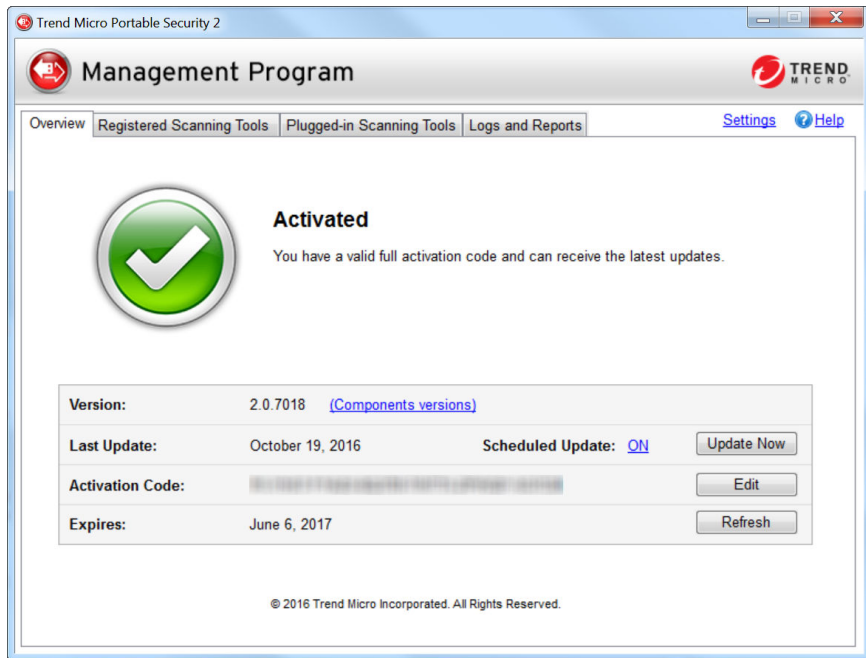 Trend Micro Portable Security 2
Management Program
TREND
MICRO
Overview Registered Scanning Tools Plugged-in Scanning Tools Logs and Reports Settings Help
Activated
You have a valid full activation code and can receive the latest updates.
Version: 2.0.7018 (Components versions)
Last Update: October 19, 2016 Scheduled Update: ON Update Now
Activation Code: Edit
Expires: June 6, 2017 Refresh
© 2016 Trend Micro Incorporated. All Rights Reserved.